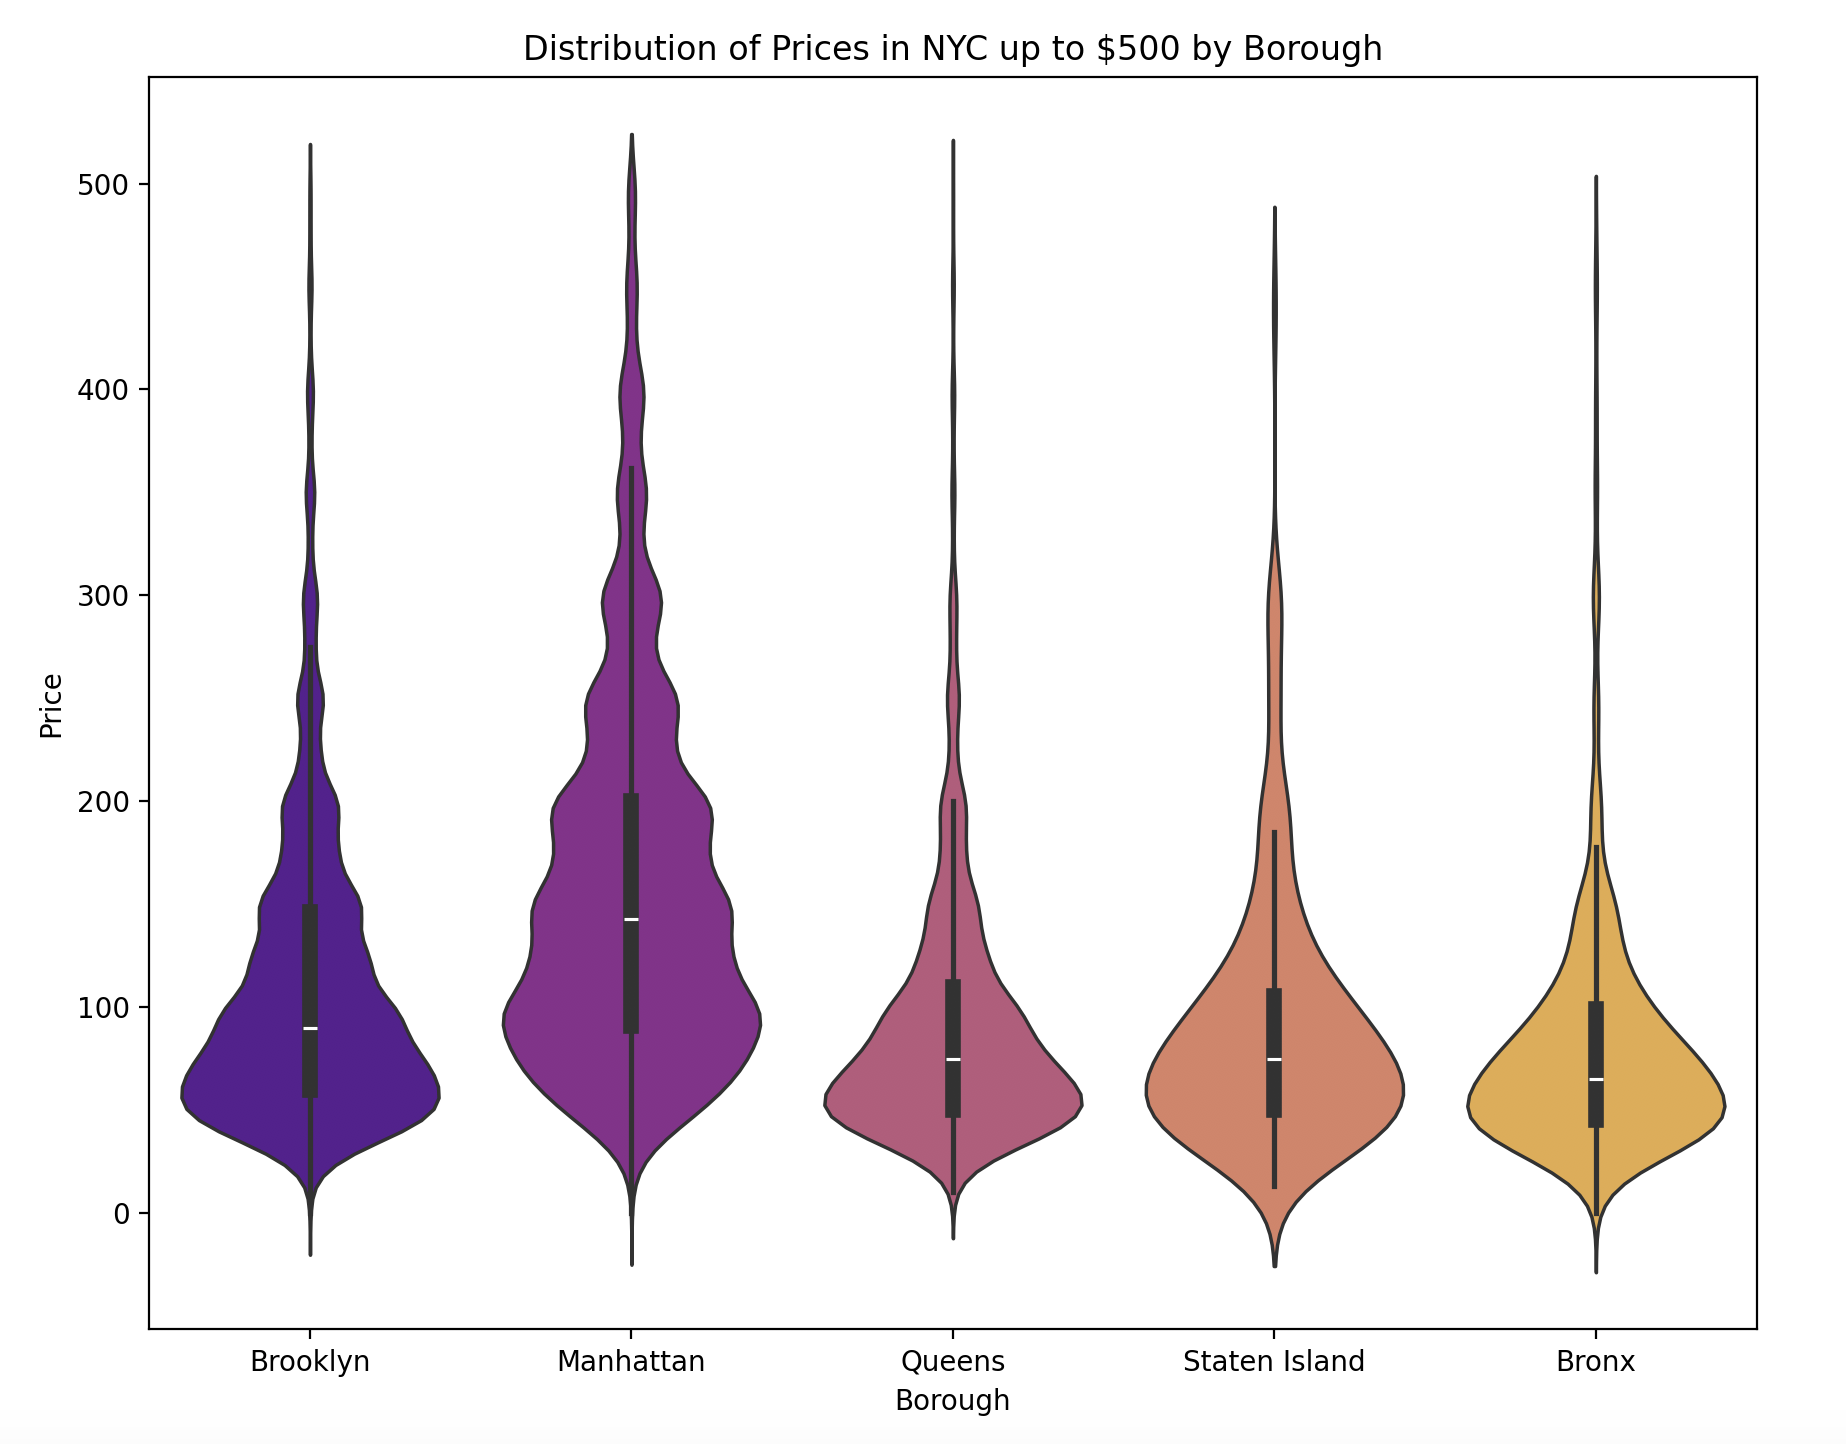 Distribution of Prices in NYC up to $500 by Borough
500
400
300
200
100
0
Price
Brooklyn Manhattan Queens Staten Island Bronx
Borough